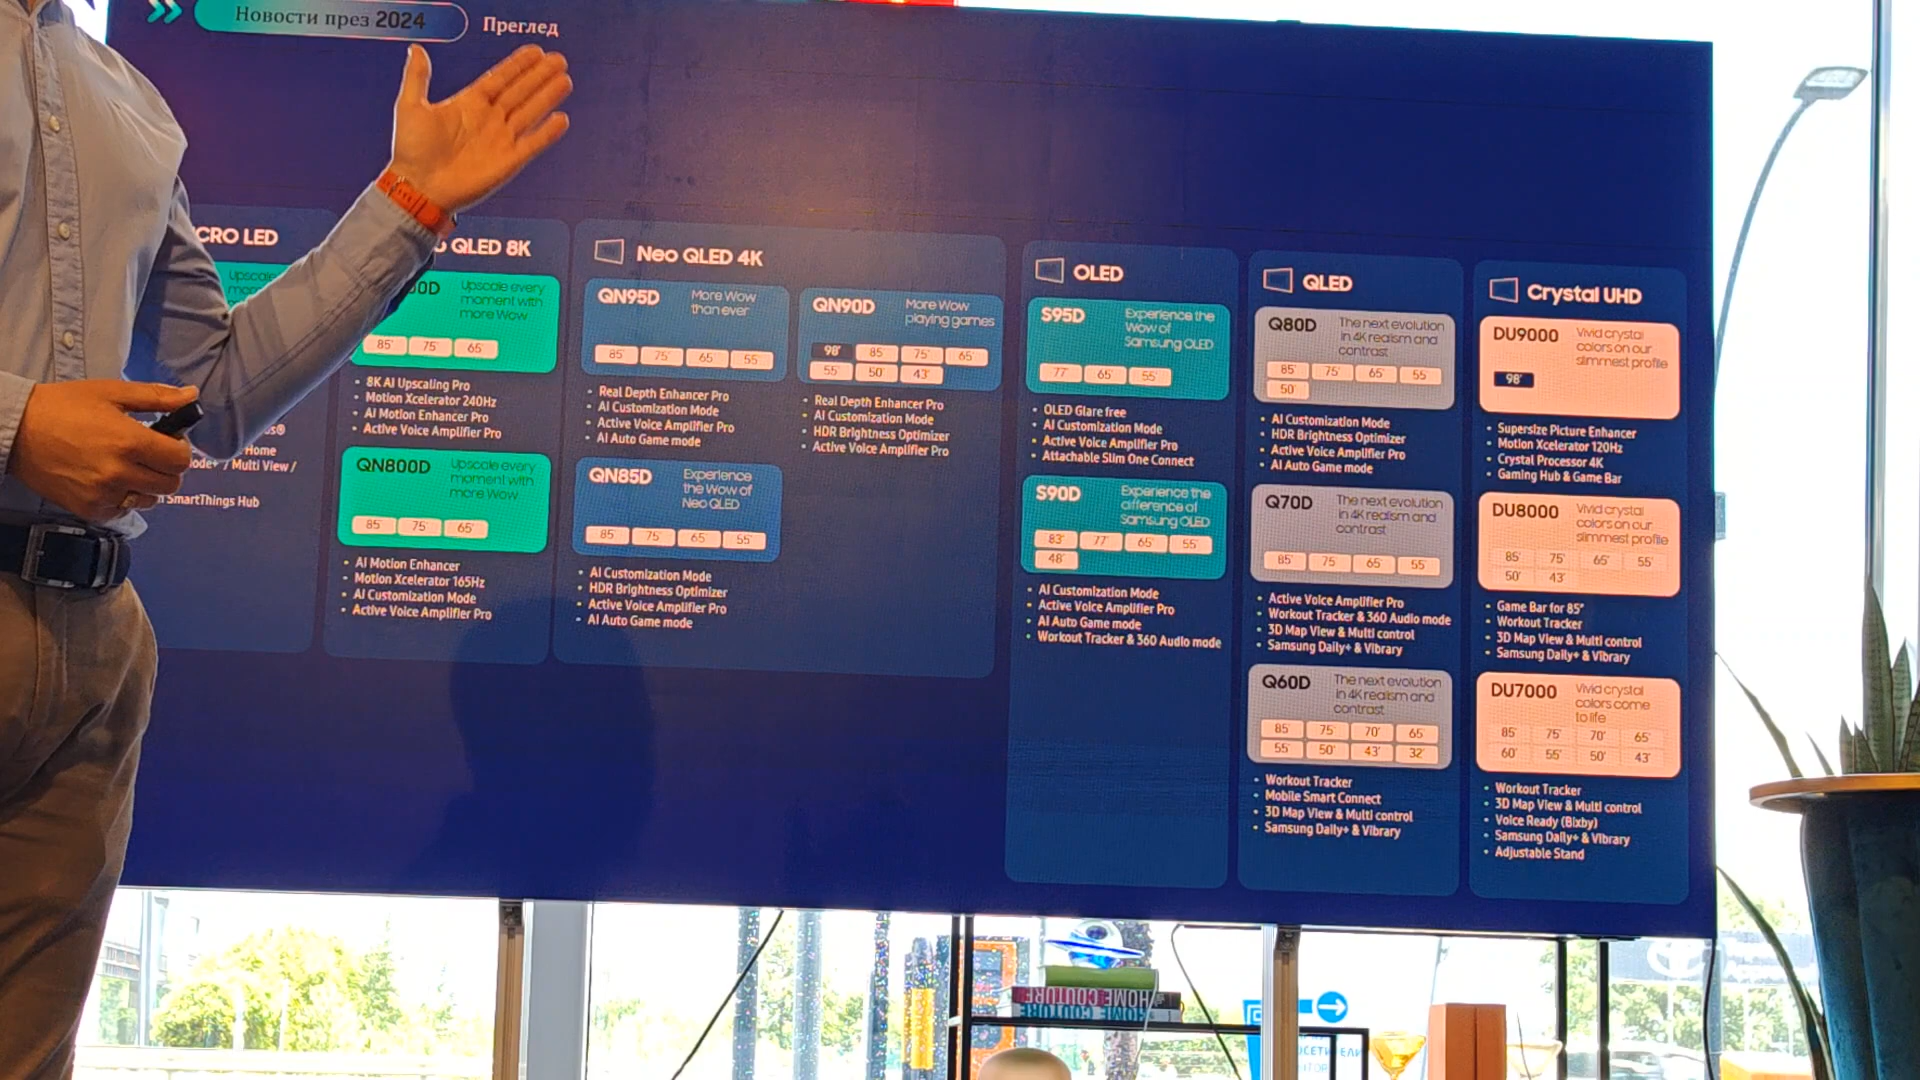 Новости през 2024
Преглед
CRO LED
Upscale
Home
ode+ / Multi View /
SmartThings Hub
QLED 8K
0D
Upscale every
moment with
more Wow
85" 75" 65"
8K AI Upscaling Pro
Motion Xcelerator 240Hz
AI Motion Enhancer Pro
Active Voice Amplifier Pro
QN800D
Upscale every
moment with
more Wow
85" 75" 65"
AI Motion Enhancer
Motion Xcelerator 165Hz
AI Customization Mode
Active Voice Amplifier Pro
Neo QLED 4K
QN95D
More Wow
than ever
85" 75" 65" 55"
Real Depth Enhancer Pro
AI Customization Mode
Active Voice Amplifier Pro
AI Auto Game mode
QN90D
More Wow
playing games
98" 85" 75" 65"
55" 50" 43"
Real Depth Enhancer Pro
AI Customization Mode
HDR Brightness Optimizer
Active Voice Amplifier Pro
QN85D
Experience
the Wow of
Neo QLED
85" 75" 65" 55"
AI Customization Mode
HDR Brightness Optimizer
Active Voice Amplifier Pro
AI Auto Game mode
OLED
S95D
Experience the
Wow of
Samsung OLED
77" 65" 55"
OLED Glare free
AI Customization Mode
Active Voice Amplifier Pro
Attachable Slim One Connect
S90D
Experience the
difference of
Samsung OLED
83" 77" 65" 55"
48"
AI Customization Mode
Active Voice Amplifier Pro
AI Auto Game mode
Workout Tracker & 360 Audio mode
QLED
Q80D
The next evolution
in 4K realism and
contrast
85" 75" 65" 55"
50"
AI Customization Mode
HDR Brightness Optimizer
Active Voice Amplifier Pro
AI Auto Game mode
Q70D
The next evolution
in 4K realism and
contrast
85" 75" 65" 55"
Active Voice Amplifier Pro
Workout Tracker & 360 Audio mode
3D Map View & Multi control
Samsung Daily+ & Vibrary
Q60D
The next evolution
in 4K realism and
contrast
85" 75" 70" 65"
55" 50" 43" 32"
Workout Tracker
Mobile Smart Connect
3D Map View & Multi control
Samsung Daily+ & Vibrary
Crystal UHD
DU9000
Vivid crystal
colors on our
slimmest profile
98"
Supersize Picture Enhancer
Motion Xcelerator 120Hz
Crystal Processor 4K
Gaming Hub & Game Bar
DU8000
Vivid crystal
colors on our
slimmest profile
85" 75" 65" 55"
50" 43"
Game Bar for 85"
Workout Tracker
3D Map View & Multi control
Samsung Daily+ & Vibrary
DU7000
Vivid crystal
colors come
to life
85" 75" 70" 65"
60" 55" 50" 43"
Workout Tracker
3D Map View & Multi control
Voice Ready (Bixby)
Samsung Daily+ & Vibrary
Adjustable Stand
HOME COUTURE
HOME COUTURE